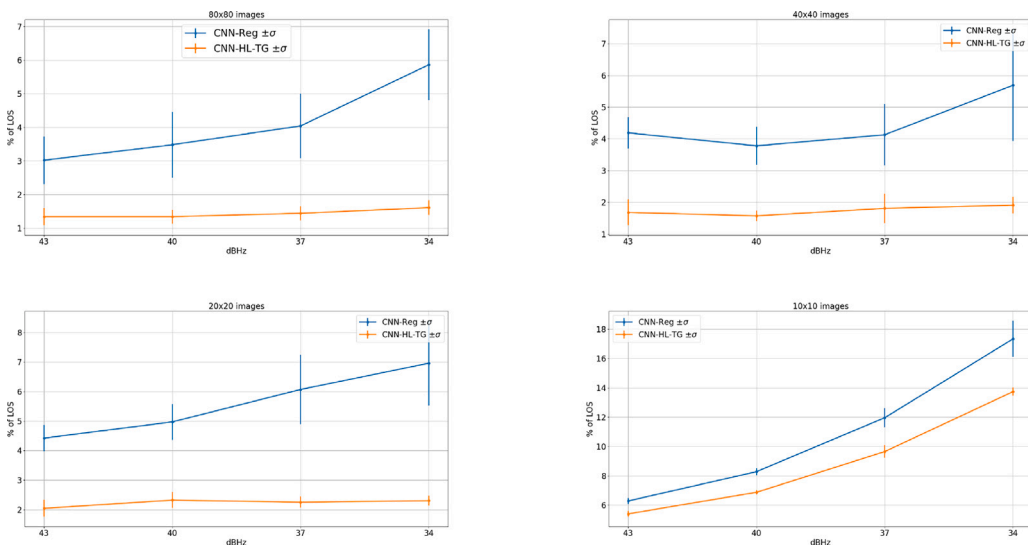 80x80 images
CNN-Reg ±σ
CNN-HL-TG ±σ
% of LOS
7
6
5
4
3
2
1
43 40 37 34
dBHz
40x40 images
CNN-Reg ±σ
CNN-HL-TG ±σ
% of LOS
7
6
5
4
3
2
1
43 40 37 34
dBHz
20x20 images
CNN-Reg ±σ
CNN-HL-TG ±σ
% of LOS
8
7
6
5
4
3
2
43 40 37 34
dBHz
10x10 images
CNN-Reg ±σ
CNN-HL-TG ±σ
% of LOS
18
16
14
12
10
8
6
43 40 37 34
dBHz